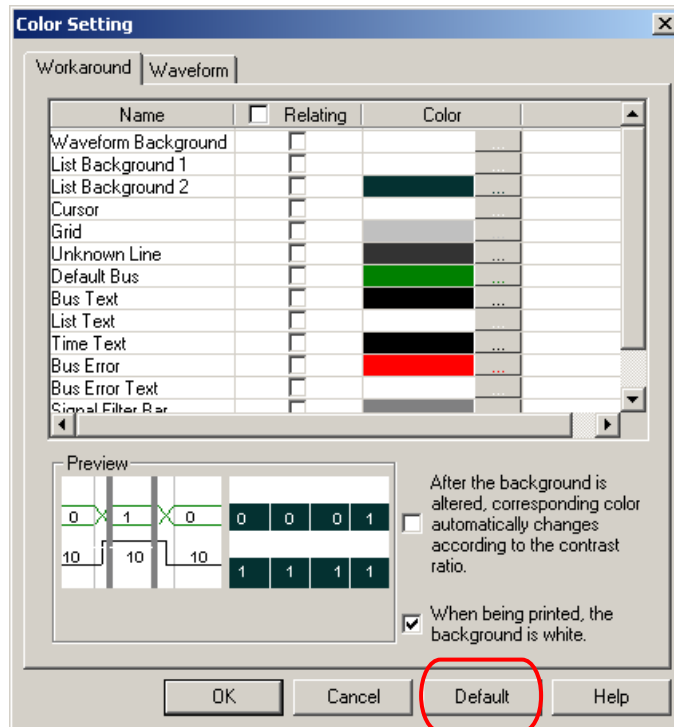 Color Setting
Workaround Waveform
Name Relating Color
Waveform Background ...
List Background 1 ...
List Background 2 ...
Cursor ...
Grid ...
Unknown Line ...
Default Bus ...
Bus Text ...
List Text ...
Time Text ...
Bus Error ...
Bus Error Text ...
Signal Filter Bar ...
Preview
0 1 0 0 0 0 1
10 10 10 1 1 1 1
After the background is
altered, corresponding color
automatically changes
according to the contrast
ratio.
When being printed, the
background is white.
OK Cancel Default Help